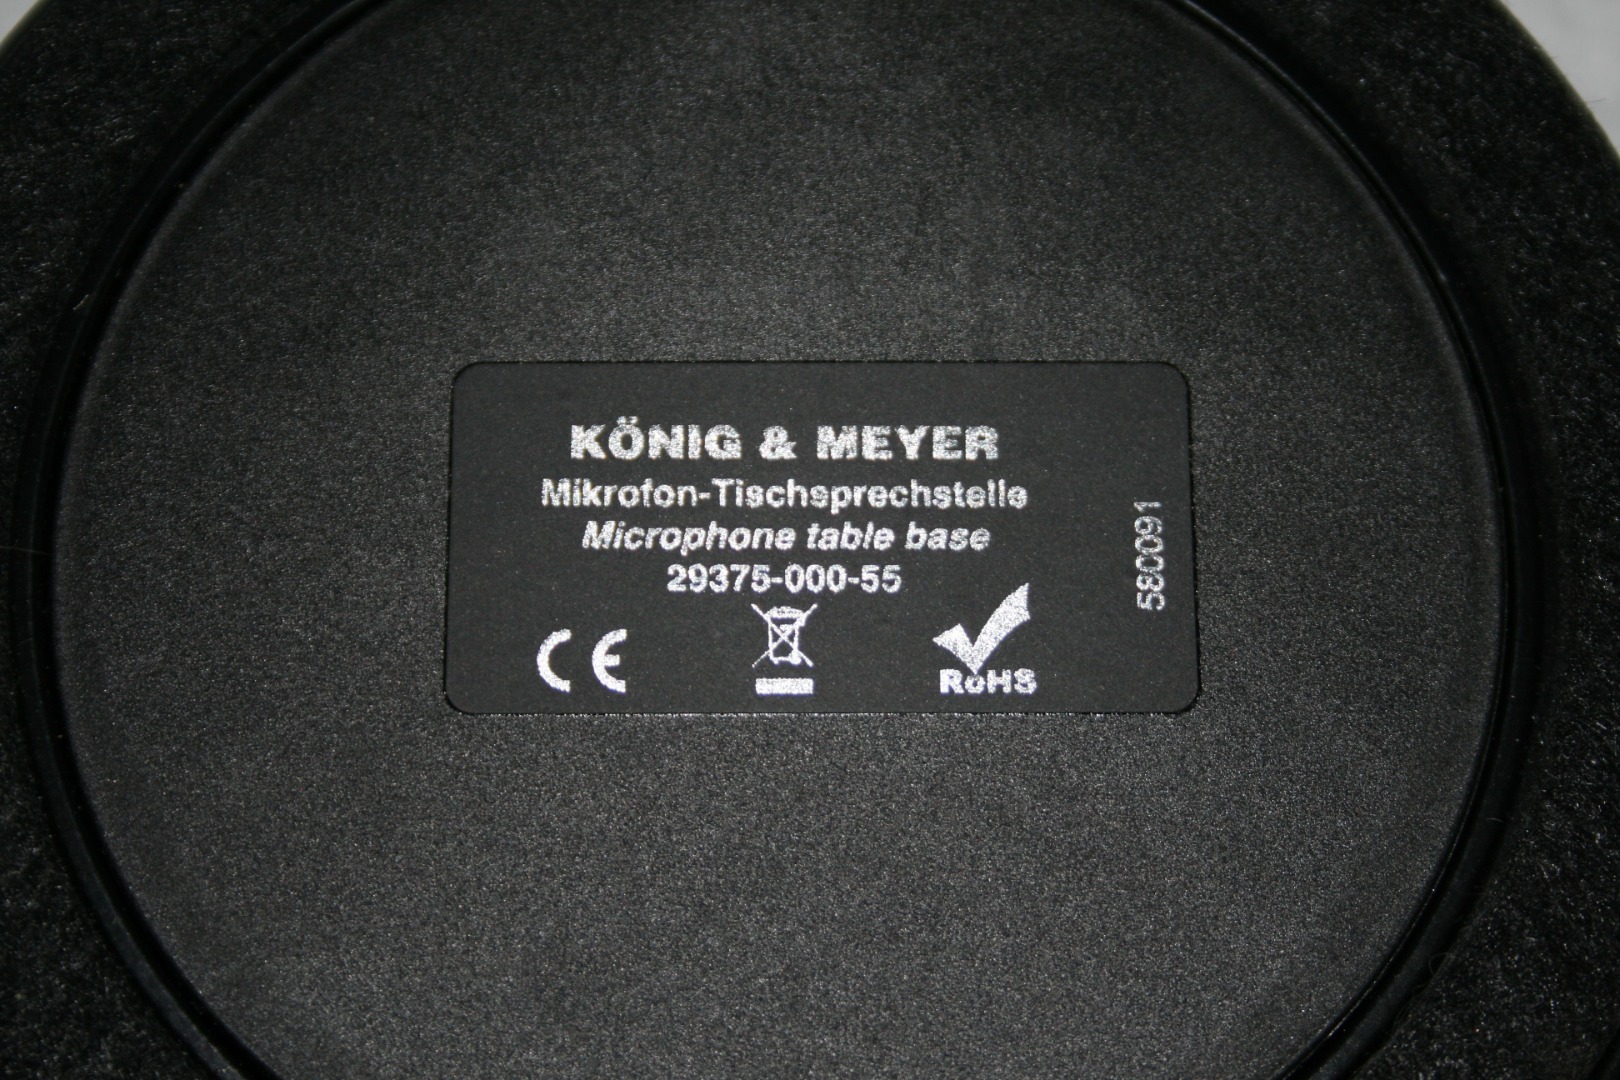 KÖNIG & MEYER
Mikrofon-Tischsprechstelle
Microphone table base
29375-000-55
CE
RoHS
580091